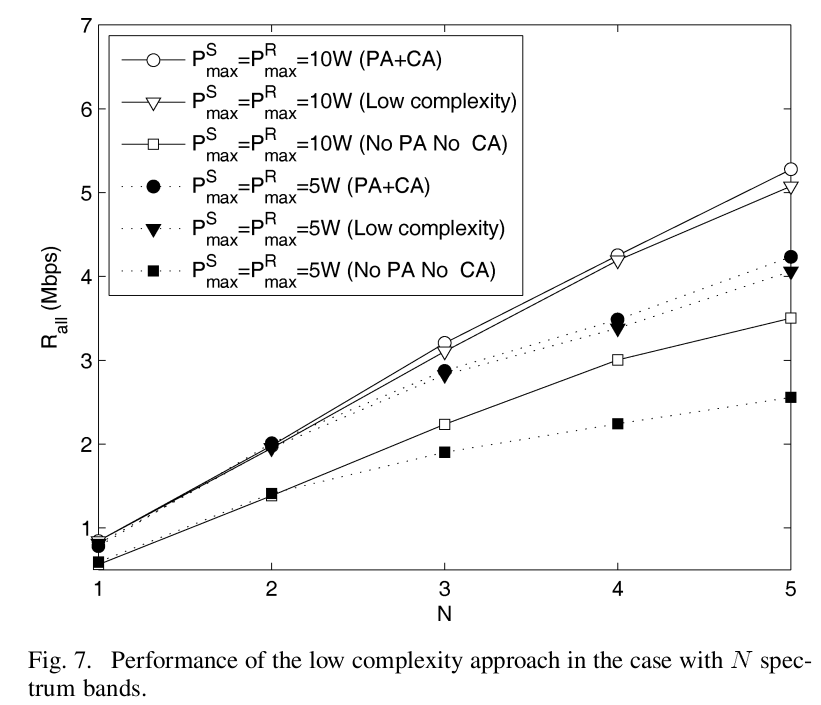 7
6
5
4
3
2
1
R_all (Mbps)
P^S_max=P^R_max=10W (PA+CA)
P^S_max=P^R_max=10W (Low complexity)
P^S_max=P^R_max=10W (No PA No  CA)
P^S_max=P^R_max=5W (PA+CA)
P^S_max=P^R_max=5W (Low complexity)
P^S_max=P^R_max=5W (No PA No  CA)
1 2 3 4 5
N
Fig. 7.   Performance of the low complexity approach in the case with N spec-
trum bands.